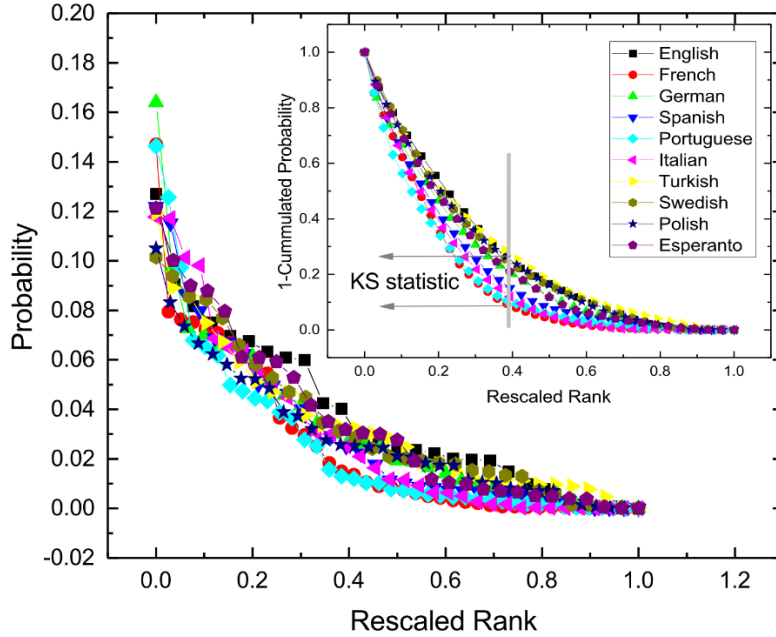 0.20
0.18
0.16
0.14
0.12
0.10
0.08
0.06
0.04
0.02
0.00
-0.02
Probability
0.0 0.2 0.4 0.6 0.8 1.0 1.2
Rescaled Rank
1.0
0.8
0.6
0.4
0.2
0.0
1-Cummulated Probability
0.0 0.2 0.4 0.6 0.8 1.0 1.2
Rescaled Rank
KS statistic
English
French
German
Spanish
Portuguese
Italian
Turkish
Swedish
Polish
Esperanto